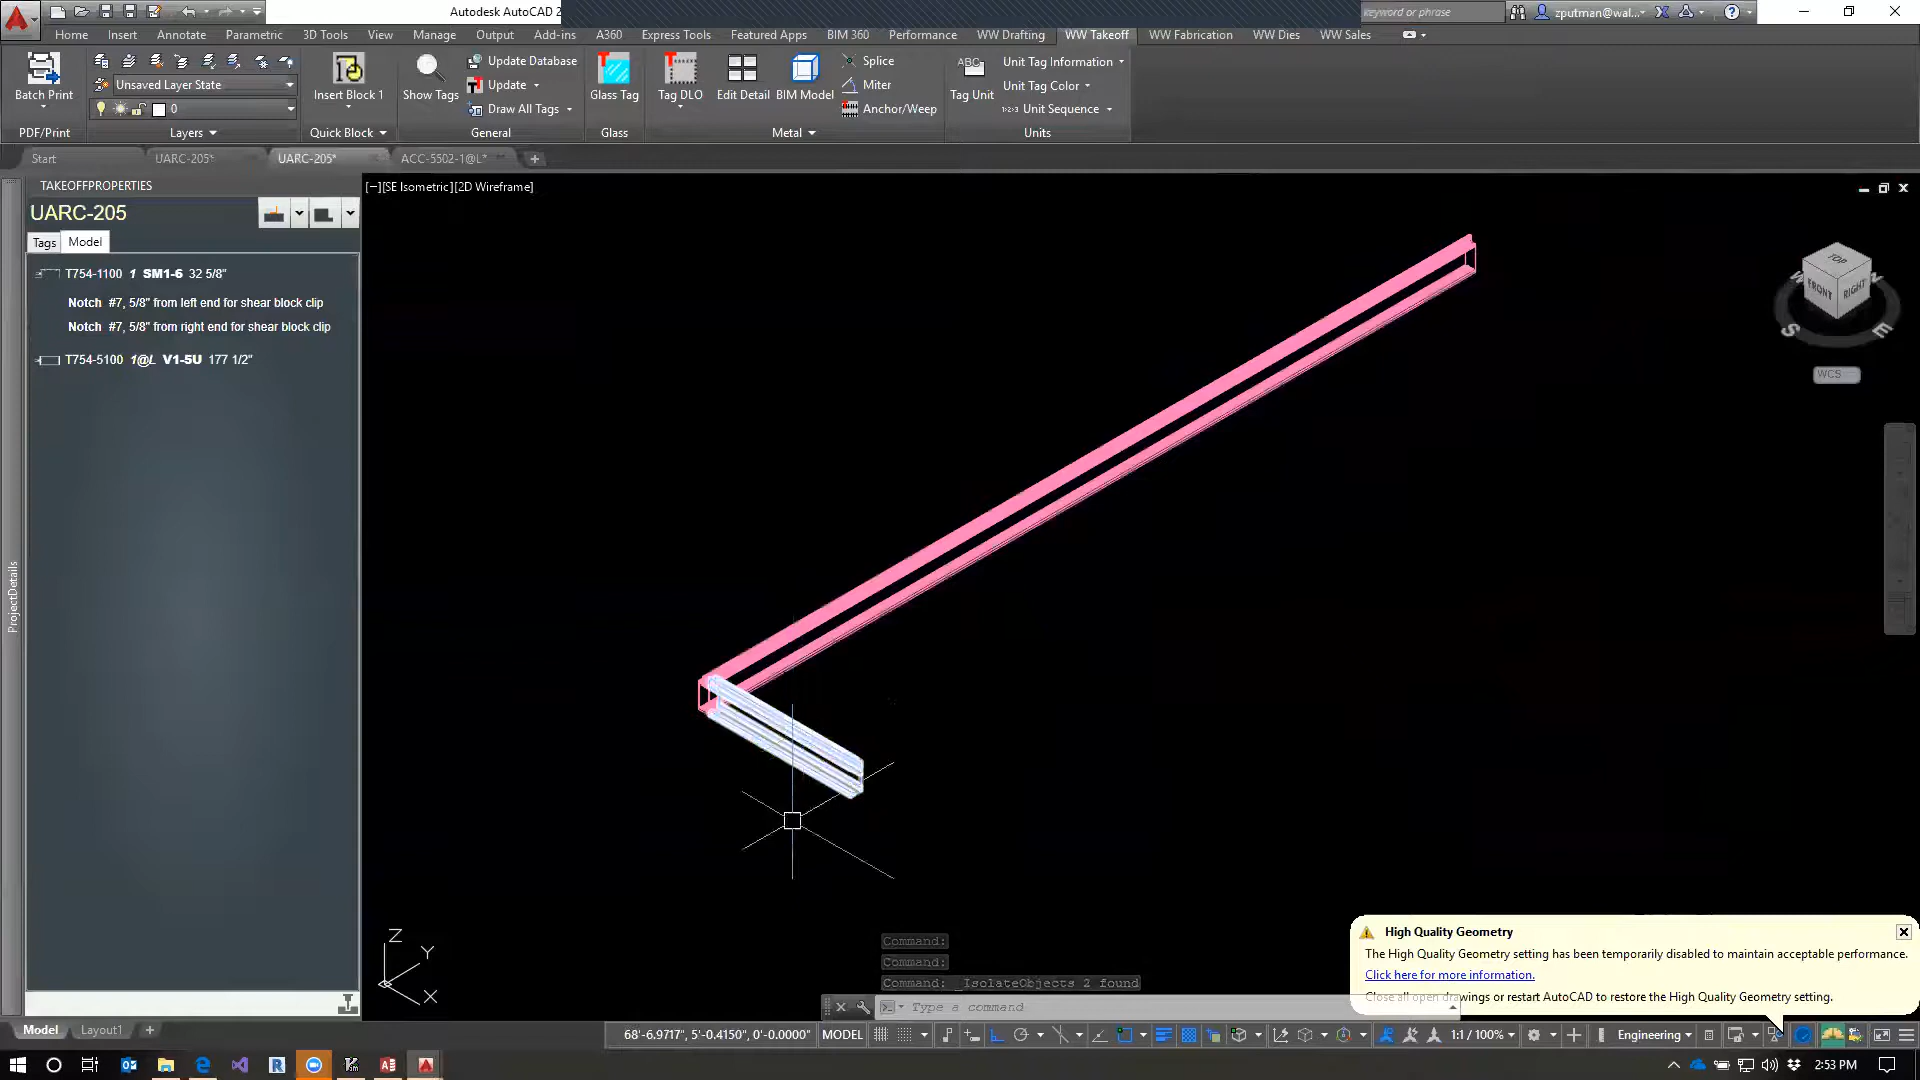 Autodesk AutoCAD 2
keyword or phrase
zputman@wal...
Home Insert Annotate Parametric 3D Tools View Manage Output Add-ins A360 Express Tools Featured Apps BIM 360 Performance WW Drafting WW Takeoff WW Fabrication WW Dies WW Sales
Batch Print
PDF/Print
Unsaved Layer State
0
Layers
Insert Block 1
Quick Block
Show Tags
Update Database
Update
Draw All Tags
General
Glass Tag
Glass
Tag DLO
Edit Detail
BIM Model
Splice
Miter
Anchor/Weep
Metal
ABC
Tag Unit
Unit Tag Information
Unit Tag Color
Unit Sequence
Units
Start UARC-205* UARC-205* ACC-5502-1@L*
TAKEOFFPROPERTIES
UARC-205
Tags Model
T754-1100 1 SM1-6 32 5/8"
Notch #7, 5/8" from left end for shear block clip
Notch #7, 5/8" from right end for shear block clip
T754-5100 1@L V1-5U 177 1/2"
ProjectDetails
[−][SE Isometric][2D Wireframe]
TOP
FRONT
RIGHT
W
N
S
E
WCS
Z
Y
X
Command:
Command:
Command: _IsolateObjects 2 found
Type a command
High Quality Geometry
The High Quality Geometry setting has been temporarily disabled to maintain acceptable performance.
Click here for more information.
Close all open drawings or restart AutoCAD to restore the High Quality Geometry setting.
Model Layout1
68'-6.9717", 5'-0.4150", 0'-0.0000" MODEL 1:1 / 100% Engineering
2:53 PM